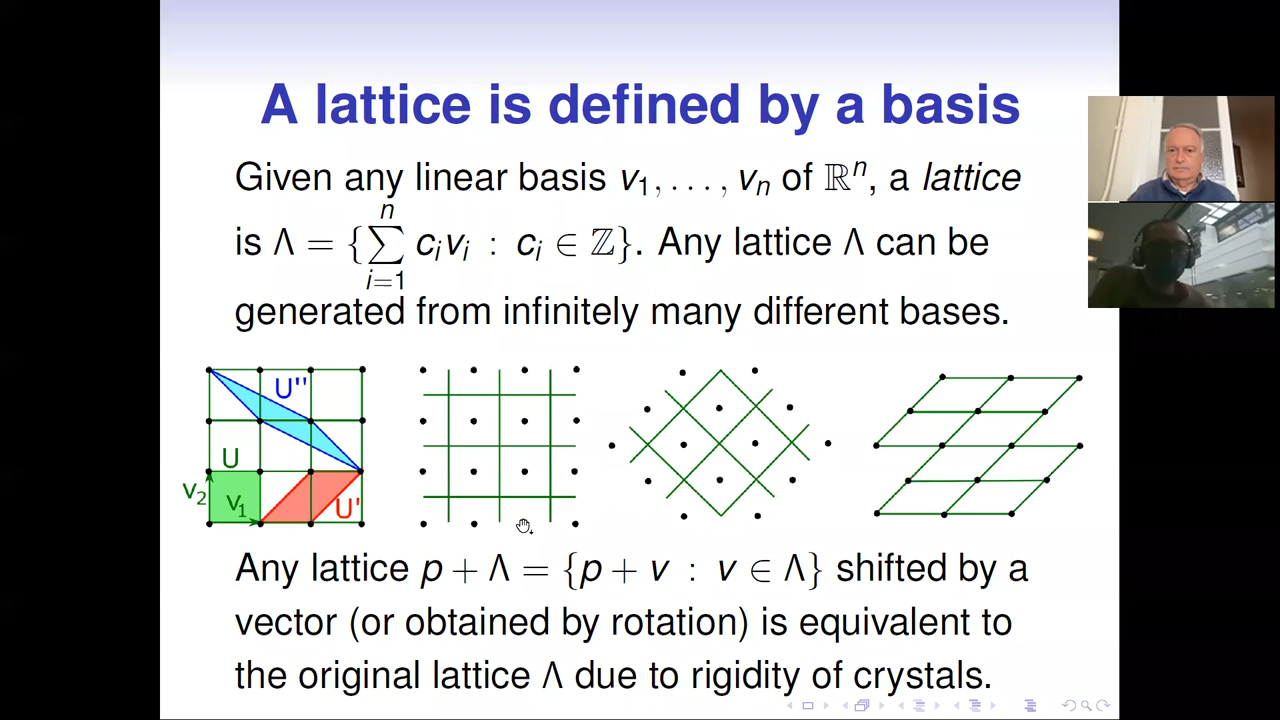 A lattice is defined by a basis
Given any linear basis v₁, . . . , vₙ of ℝⁿ, a lattice
is Λ = {∑ⁿᵢ₌₁ cᵢvᵢ : cᵢ ∈ ℤ}. Any lattice Λ can be
generated from infinitely many different bases.
U''
U
v₂
v₁
U'
Any lattice p + Λ = {p + v : v ∈ Λ} shifted by a
vector (or obtained by rotation) is equivalent to
the original lattice Λ due to rigidity of crystals.